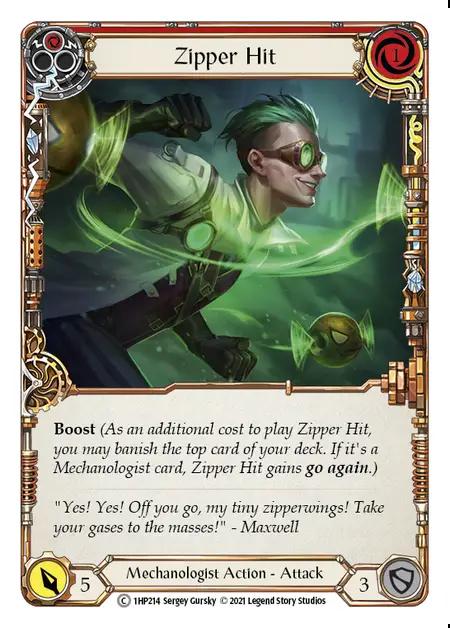 Zipper Hit
1
Boost (As an additional cost to play Zipper Hit,
you may banish the top card of your deck. If it's a
Mechanologist card, Zipper Hit gains go again.)
"Yes! Yes! Off you go, my tiny zipperwings! Take
your gases to the masses!" - Maxwell
5
Mechanologist Action - Attack
3
C 1HP214 Sergey Gursky © 2021 Legend Story Studios